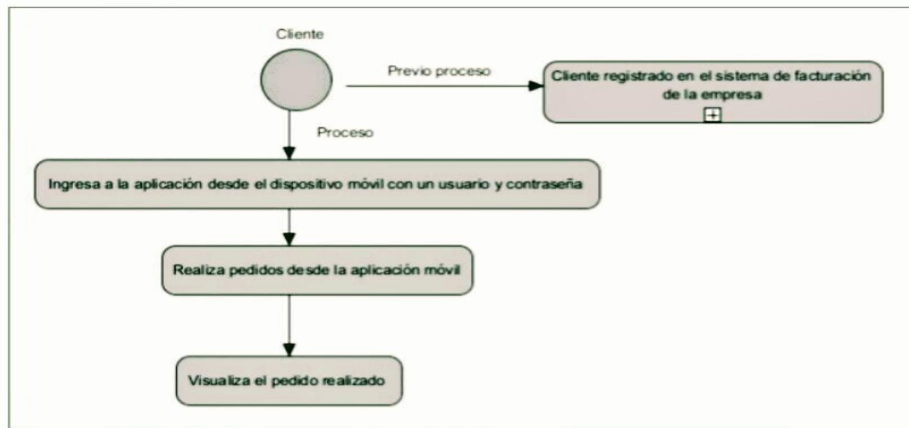 Cliente
Previo proceso
Cliente registrado en el sistema de facturación
de la empresa
Proceso
Ingresa a la aplicación desde el dispositivo móvil con un usuario y contraseña
Realiza pedidos desde la aplicación móvil
Visualiza el pedido realizado